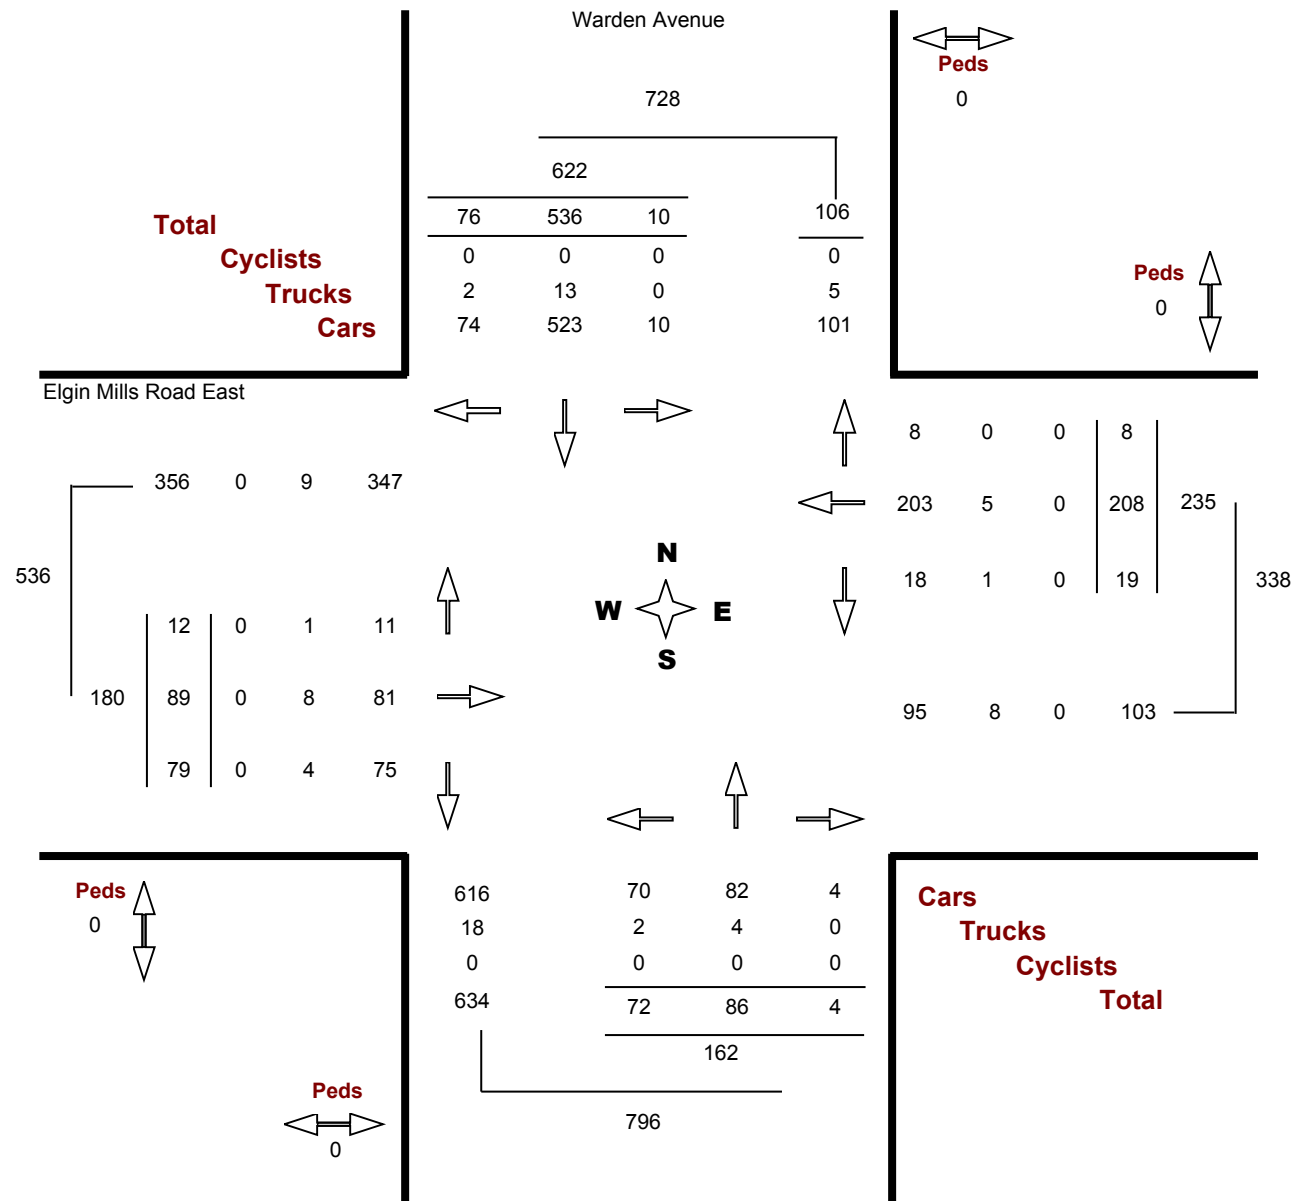 Warden Avenue
Peds
0
728
622
Total
76 536 10 106
Cyclists
0 0 0 0
Trucks
2 13 0 5
Cars
74 523 10 101
Peds
0
Elgin Mills Road East
8 0 0 8
356 0 9 347
203 5 0 208 235
536
18 1 0 19 338
N
W E
S
12 0 1 11
180 89 0 8 81
95 8 0 103
79 0 4 75
Peds
0
616 70 82 4
Cars
18 2 4 0
Trucks
0 0 0 0
Cyclists
634 72 86 4
Total
162
Peds
0
796